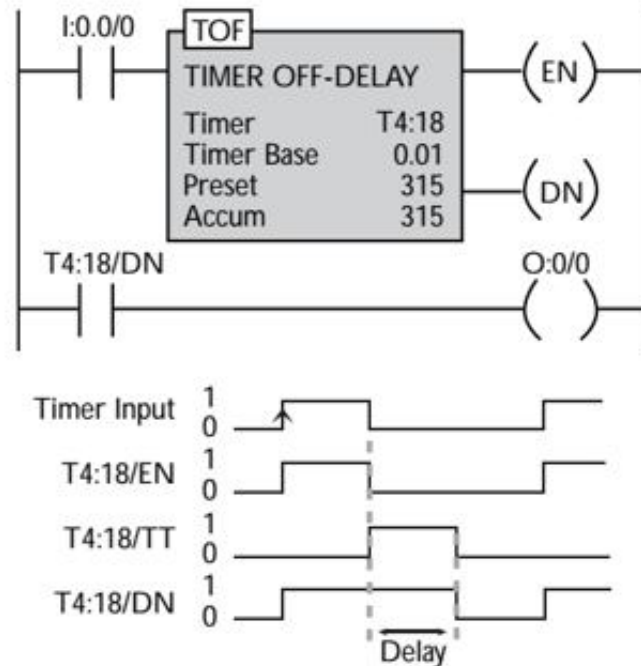 I:0.0/0
TOF
TIMER OFF-DELAY
EN
Timer T4:18
Timer Base 0.01
Preset 315
DN
Accum 315
T4:18/DN
O:0/0
Timer Input 1
0
T4:18/EN 1
0
T4:18/TT 1
0
T4:18/DN 1
0
Delay